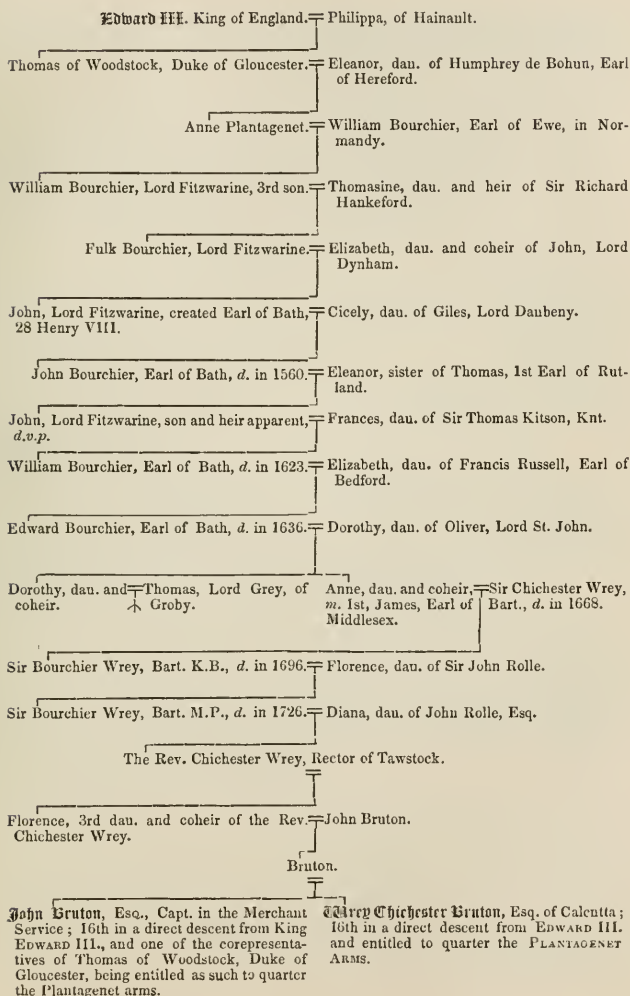 Edward III. King of England. Philippa, of Hainault.
Thomas of Woodstock, Duke of Gloucester. Eleanor, dau. of Humphrey de Bohun, Earl
of Hereford.
Anne Plantagenet. William Bourchier, Earl of Ewe, in Nor-
mandy.
William Bourchier, Lord Fitzwarine, 3rd son. Thomasine, dau. and heir of Sir Richard
Hankeford.
Fulk Bourchier, Lord Fitzwarine. Elizabeth, dau. and coheir of John, Lord
Dynham.
John, Lord Fitzwarine, created Earl of Bath,
28 Henry VIII.
Cicely, dau. of Giles, Lord Daubeny.
John Bourchier, Earl of Bath, d. in 1560. Eleanor, sister of Thomas, 1st Earl of Rut-
land.
John, Lord Fitzwarine, son and heir apparent,
d.v.p.
Frances, dau. of Sir Thomas Kitson, Knt.
William Bourchier, Earl of Bath, d. in 1623. Elizabeth, dau. of Francis Russell, Earl of
Bedford.
Edward Bourchier, Earl of Bath, d. in 1636. Dorothy, dau. of Oliver, Lord St. John.
Dorothy, dau. and
coheir.
Thomas, Lord Grey, of
Groby.
Anne, dau. and coheir,
m. 1st, James, Earl of
Middlesex.
Sir Chichester Wrey,
Bart., d. in 1668.
Sir Bourchier Wrey, Bart. K.B., d. in 1696. Florence, dau. of Sir John Rolle.
Sir Bourchier Wrey, Bart. M.P., d. in 1726. Diana, dau. of John Rolle, Esq.
The Rev. Chichester Wrey, Rector of Tawstock.
Florence, 3rd dau. and coheir of the Rev.
Chichester Wrey.
John Bruton.
Bruton.
John Bruton, Esq., Capt. in the Merchant
Service; 16th in a direct descent from King
EDWARD III., and one of the corepresenta-
tives of Thomas of Woodstock, Duke of
Gloucester, being entitled as such to quarter
the Plantagenet arms.
Wrey Chichester Bruton, Esq. of Calcutta;
16th in a direct descent from EDWARD III.
and entitled to quarter the PLANTAGENET
ARMS.